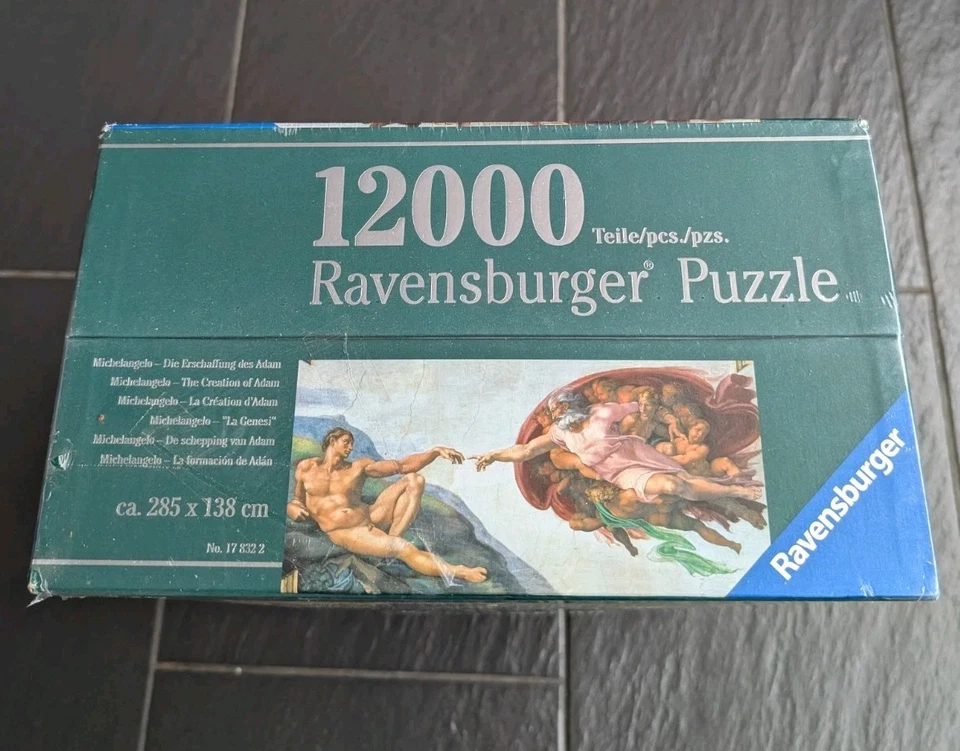 12000 Teile/pcs./pzs.
Ravensburger® Puzzle
Michelangelo – Die Erschaffung des Adam
Michelangelo – The Creation of Adam
Michelangelo – La Création d'Adam
Michelangelo – "La Genesi"
Michelangelo – De schepping van Adam
Michelangelo – La formación de Adán
ca. 285 x 138 cm
No. 17 832 2
Ravensburger